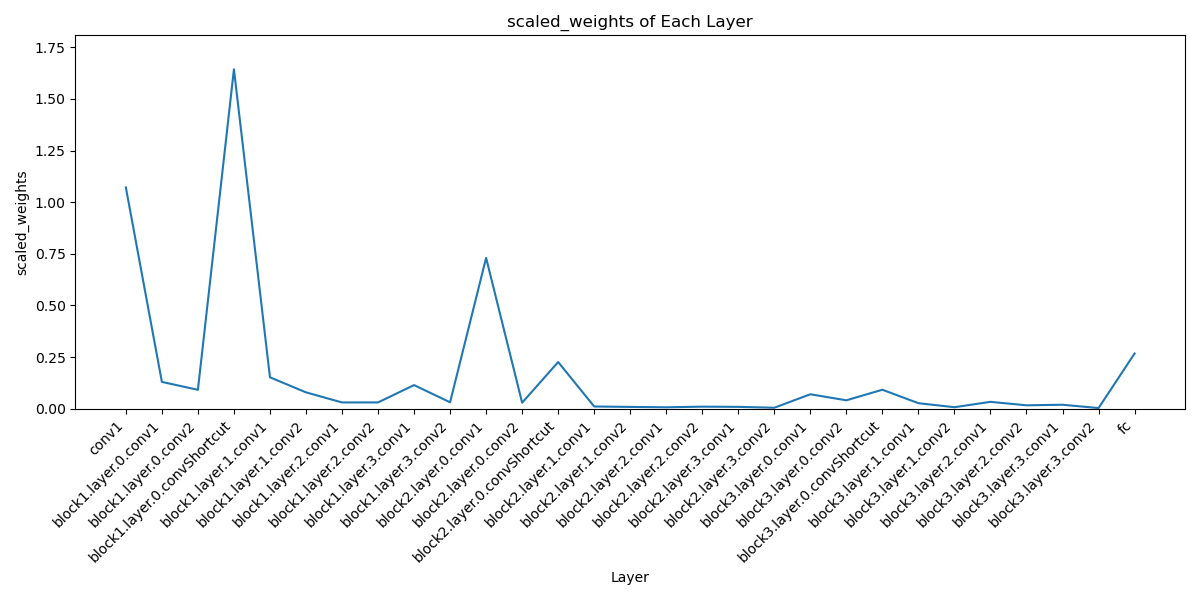 scaled_weights of Each Layer
scaled_weights
1.75
1.50
1.25
1.00
0.75
0.50
0.25
0.00
conv1
block1.layer.0.conv1
block1.layer.0.conv2
block1.layer.0.convShortcut
block1.layer.1.conv1
block1.layer.1.conv2
block1.layer.2.conv1
block1.layer.2.conv2
block1.layer.3.conv1
block1.layer.3.conv2
block2.layer.0.conv1
block2.layer.0.conv2
block2.layer.0.convShortcut
block2.layer.1.conv1
block2.layer.1.conv2
block2.layer.2.conv1
block2.layer.2.conv2
block2.layer.3.conv1
block2.layer.3.conv2
block3.layer.0.conv1
block3.layer.0.conv2
block3.layer.0.convShortcut
block3.layer.1.conv1
block3.layer.1.conv2
block3.layer.2.conv1
block3.layer.2.conv2
block3.layer.3.conv1
block3.layer.3.conv2
fc
Layer